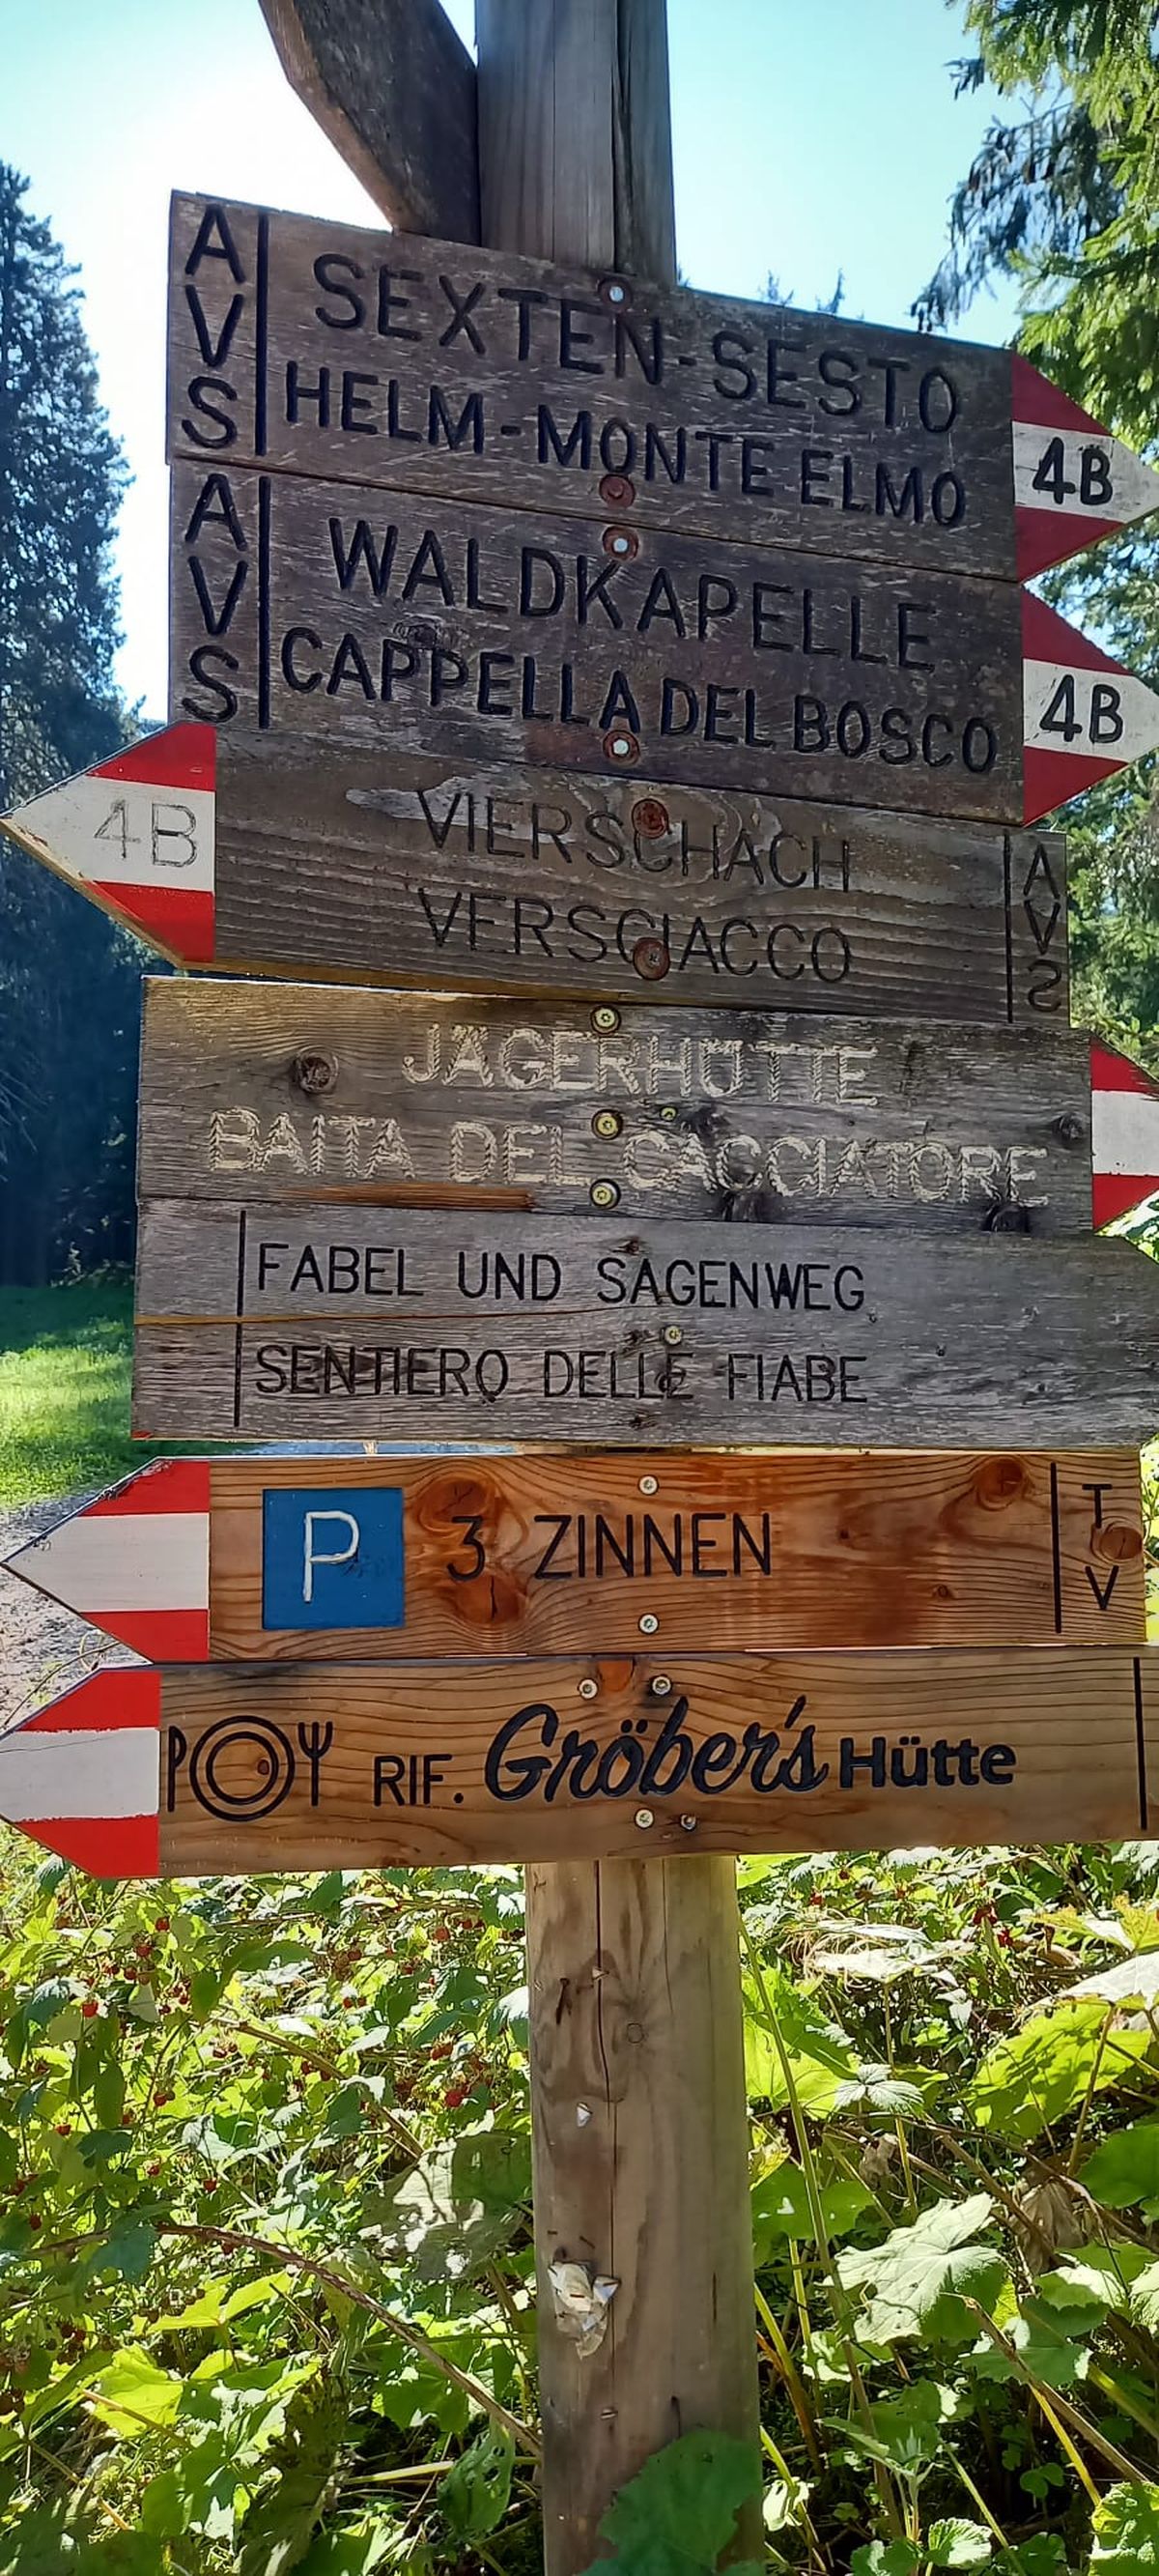 AVS
SEXTEN-SESTO
HELM-MONTE ELMO
4B
AVS
WALDKAPELLE
CAPPELLA DEL BOSCO
4B
4B
VIERSCHACH
VERSCIACCO
AVS
JÄGERHÜTTE
BAITA DEL CACCIATORE
FABEL UND SAGENWEG
SENTIERO DELLE FIABE
P 3 ZINNEN
TV
RIF. Gröber's Hütte